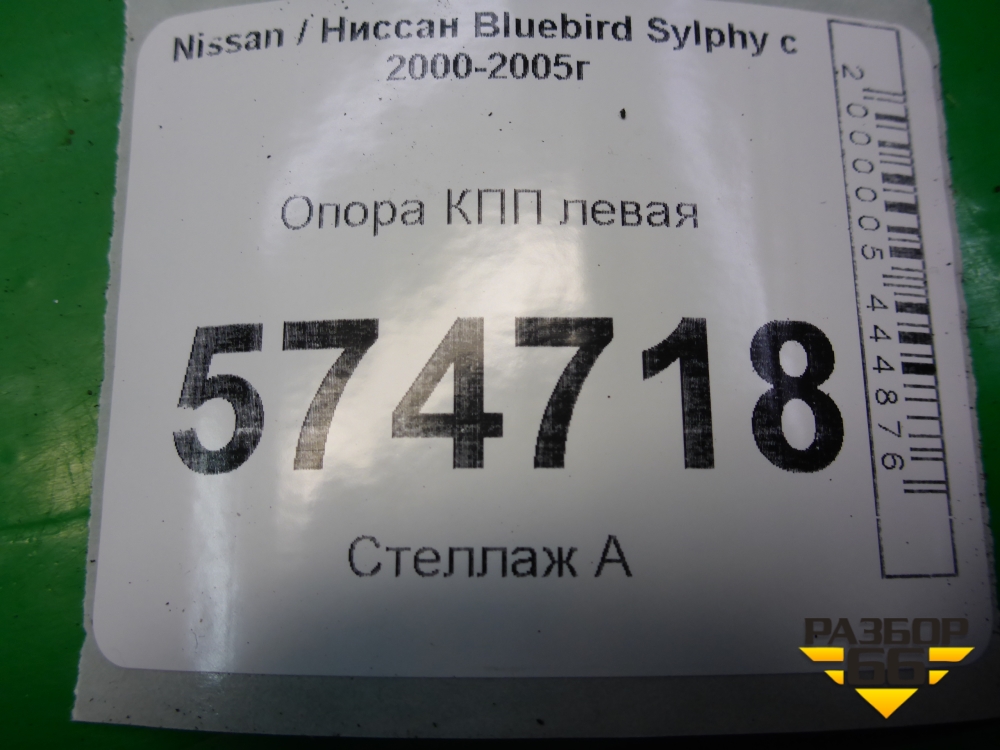 Nissan / Ниссан Bluebird Sylphy с
2000-2005г
Опора КПП левая
574718
Стеллаж А
2000005444876
РАЗБОР
66